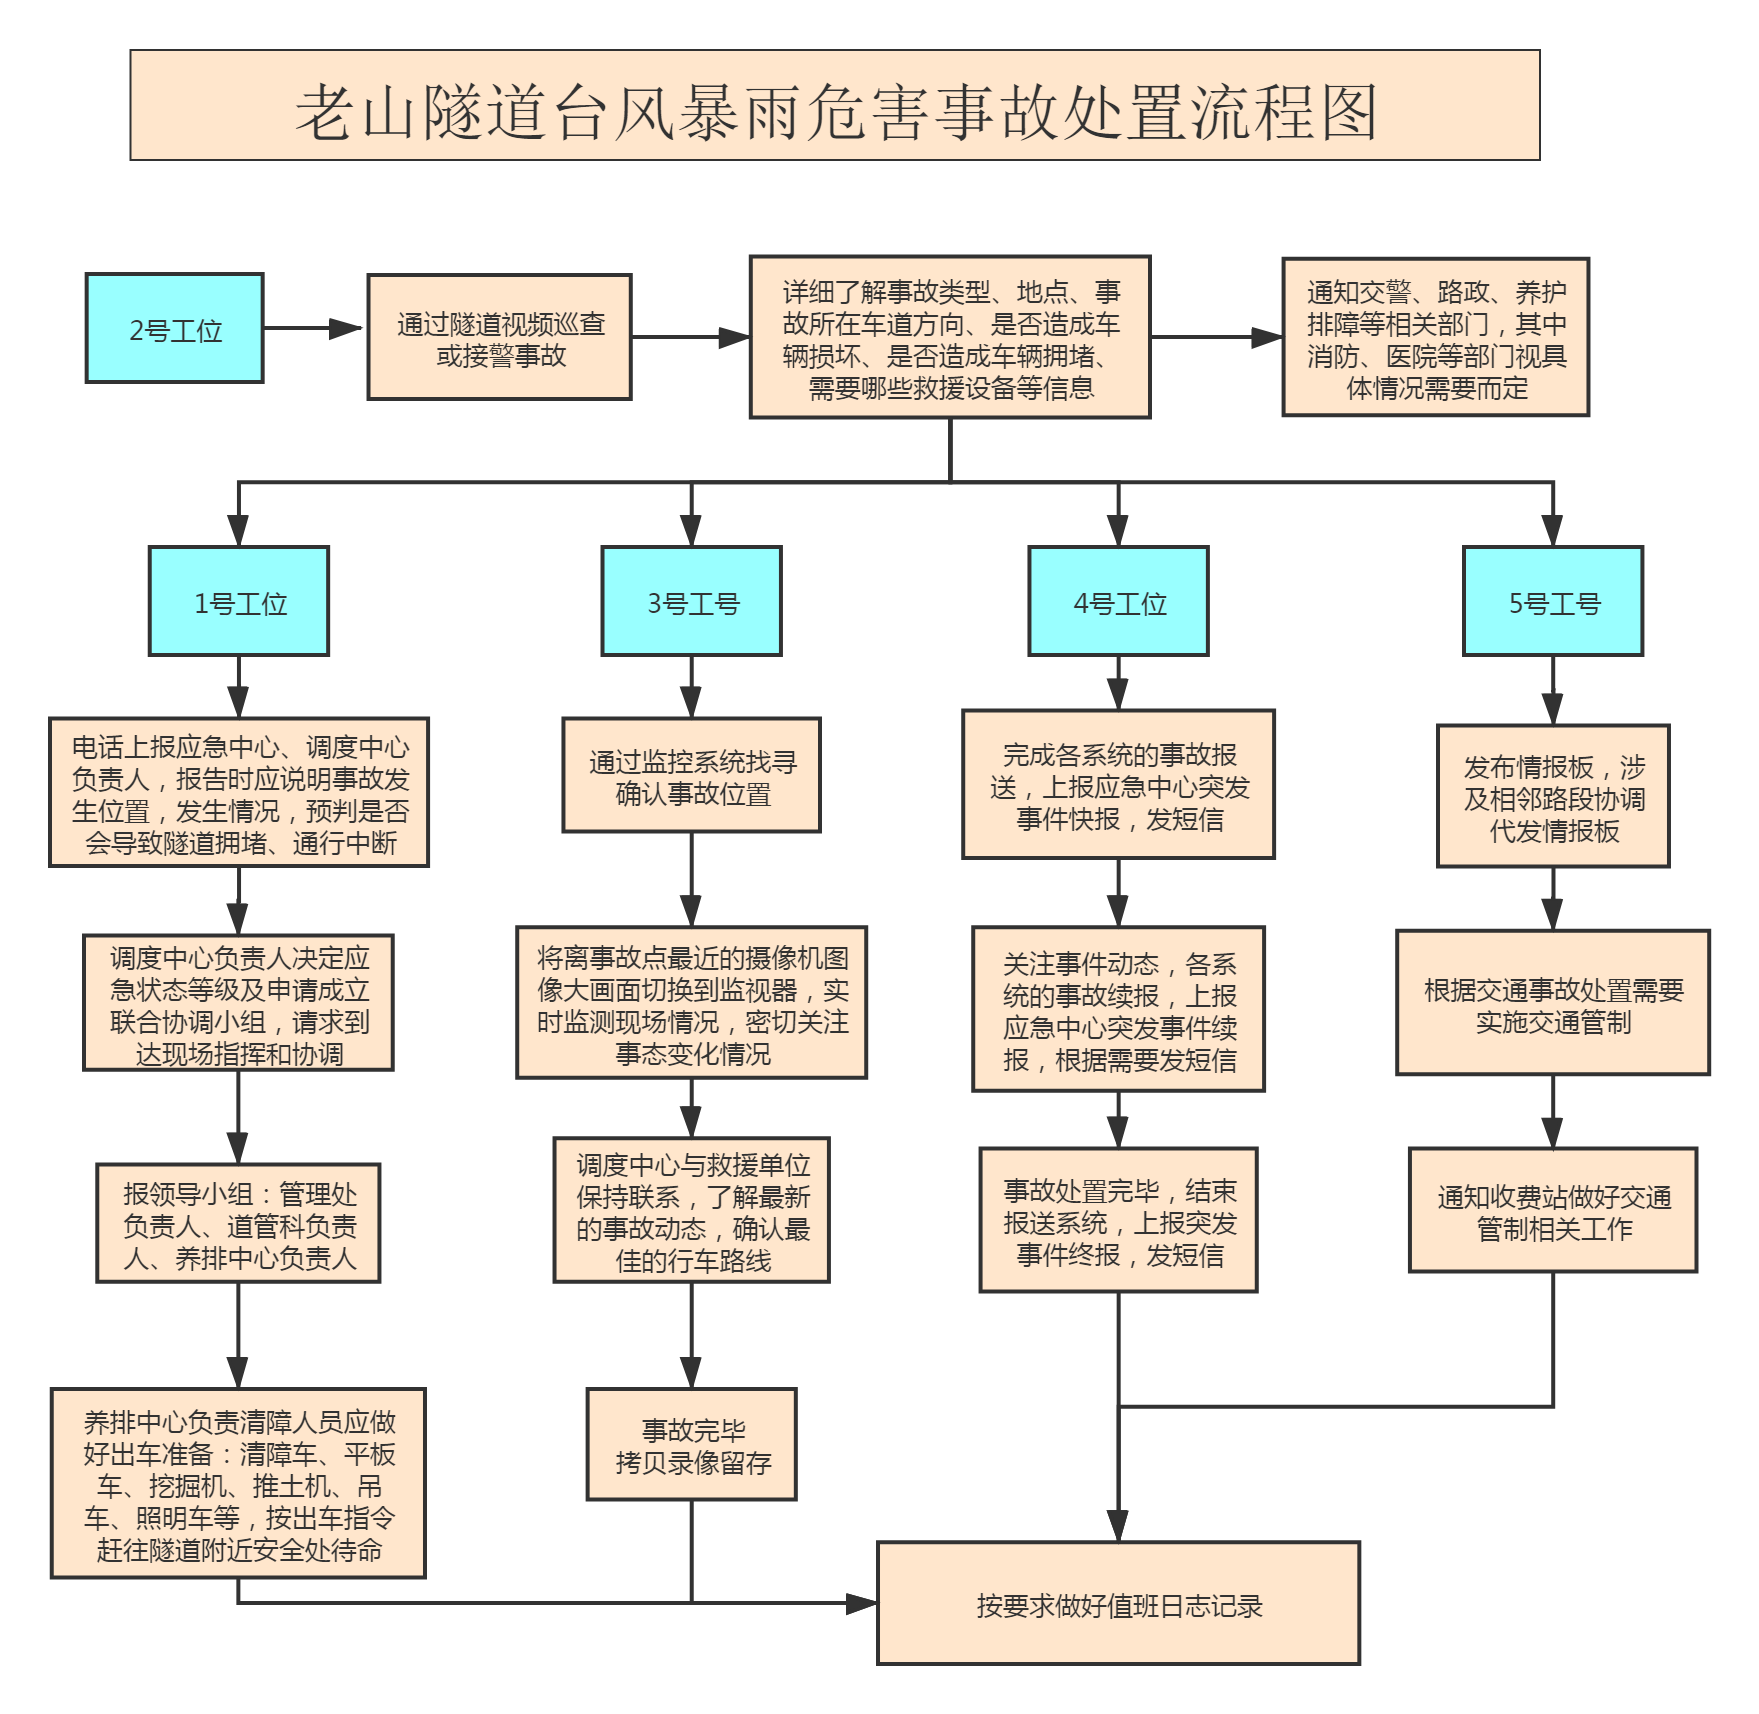 老山隧道台风暴雨危害事故处置流程图
2号工位
通过隧道视频巡查
或接警事故
详细了解事故类型、地点、事
故所在车道方向、是否造成车
辆损坏、是否造成车辆拥堵、
需要哪些救援设备等信息
通知交警、路政、养护
排障等相关部门，其中
消防、医院等部门视具
体情况需要而定
1号工位
3号工号
4号工位
5号工号
电话上报应急中心、调度中心
负责人，报告时应说明事故发
生位置，发生情况，预判是否
会导致隧道拥堵、通行中断
调度中心负责人决定应
急状态等级及申请成立
联合协调小组，请求到
达现场指挥和协调
报领导小组：管理处
负责人、道管科负责
人、养排中心负责人
养排中心负责清障人员应做
好出车准备：清障车、平板
车、挖掘机、推土机、吊
车、照明车等，按出车指令
赶往隧道附近安全处待命
通过监控系统找寻
确认事故位置
将离事故点最近的摄像机图
像大画面切换到监视器，实
时监测现场情况，密切关注
事态变化情况
调度中心与救援单位
保持联系，了解最新
的事故动态，确认最
佳的行车路线
事故完毕
拷贝录像留存
完成各系统的事故报
送，上报应急中心突发
事件快报，发短信
关注事件动态，各系
统的事故续报，上报
应急中心突发事件续
报，根据需要发短信
事故处置完毕，结束
报送系统，上报突发
事件终报，发短信
发布情报板，涉
及相邻路段协调
代发情报板
根据交通事故处置需要
实施交通管制
通知收费站做好交通
管制相关工作
按要求做好值班日志记录